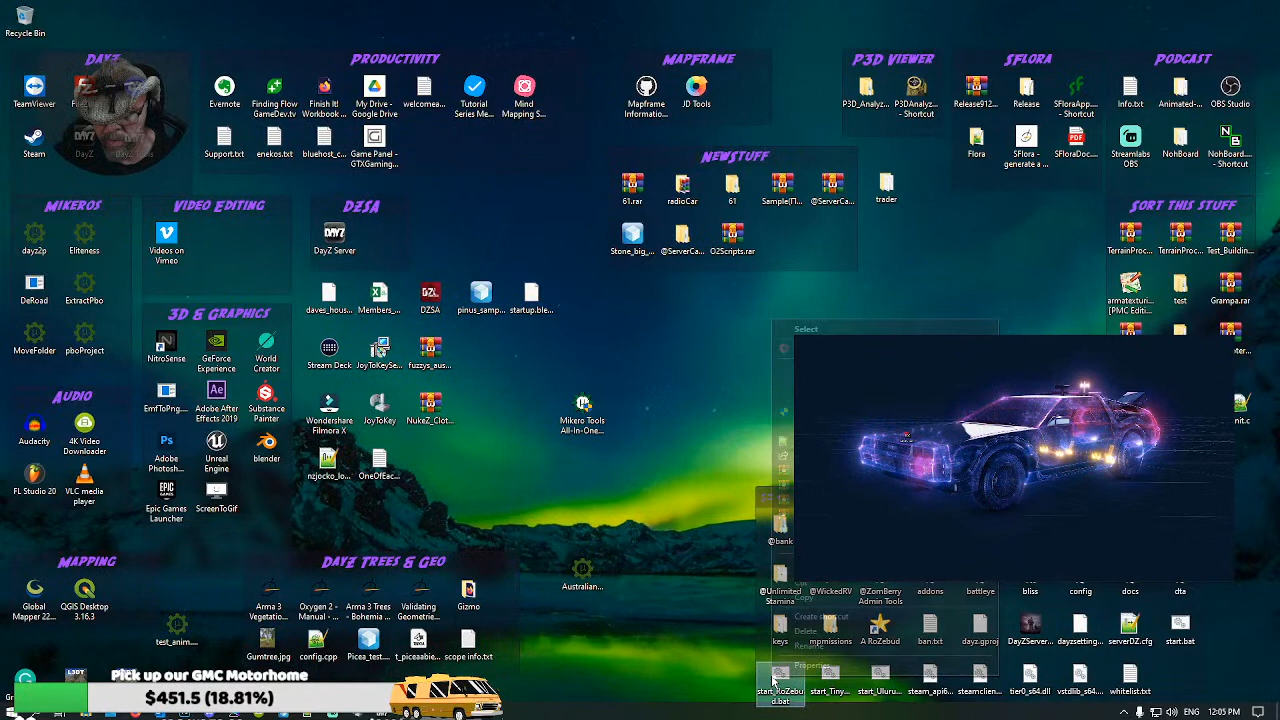 Recycle Bin
DAYZ
PRODUCTIVITY
MAPFRAME
P3D VIEWER
SFLORA
PODCAST
TeamViewer
Evernote
Finding Flow GameDev.tv
Finish It! Workbook ...
My Drive - Google Drive
welcomea...
Tutorial Series Me...
Mind Mapping S...
Mapframe Informatio...
JD Tools
P3D_Analyz...
P3DAnalyz... - Shortcut
Release912...
Release
SFloraApp.... - Shortcut
Info.txt
Animated-...
OBS Studio
Steam
DayZ
Support.txt
enekos.txt
bluehost_c...
Game Panel - GTXGaming...
Flora
SFlora - generate a ...
SFloraDoc....
Streamlabs OBS
NohBoard
NohBoard.... - Shortcut
NEWSTUFF
61.rar
radioCar
61
Sample(П...
@ServerCa...
trader
MIKEROS
VIDEO EDITING
DZSA
SORT THIS STUFF
dayz2p
Eliteness
Videos on Vimeo
DayZ Server
Stone_big_...
@ServerCa...
O2Scripts.rar
TerrainProc...
TerrainProc...
Test_Buildin...
DeRoad
ExtractPbo
daves_hous...
Members_...
DZSA
pinus_samp...
startup.ble...
armatexturi... [PMC Editi...
test
Grampa.rar
3D & GRAPHICS
Select
MoveFolder
pboProject
NitroSense
GeForce Experience
World Creator
Stream Deck
JoyToKeySe...
fuzzys_aus...
AUDIO
EmfToPng....
Adobe After Effects 2019
Substance Painter
Wondershare Filmora X
JoyToKey
NukeZ_Clot...
Mikero Tools All-In-One...
Audacity
4K Video Downloader
Adobe Photosh...
Unreal Engine
blender
nzjocko_lo...
OneOfEac...
FL Studio 20
VLC media player
Epic Games Launcher
ScreenToGif
@bank
MAPPING
DAYZ TREES & GEO
Global Mapper 22...
QGIS Desktop 3.16.3
Arma 3 Vegetatio...
Oxygen 2 - Manual - ...
Arma 3 Trees - Bohemia ...
Validating Geometrie...
Gizmo
Australian...
@Unlimited Stamina
@WickedRV
@ZomBerry Admin Tools
addons
battleye
bliss
config
docs
dta
Copy
test_anim....
Gumtree.jpg
config.cpp
Picea_test....
t_piceaabie...
scope info.txt
Create shortcut
Delete
Rename
keys
mpmissions
A RoZebud
ban.txt
dayz.gproj
DayZServer...
dayzsetting...
serverDZ.cfg
start.bat
Properties
start_RoZebud.bat
start_Tiny...
start_Uluru...
steam_api6...
steamclien...
tier0_s64.dll
vstdlib_s64...
whitelist.txt
Pick up our GMC Motorhome
$451.5 (18.81%)
ENG
12:05 PM